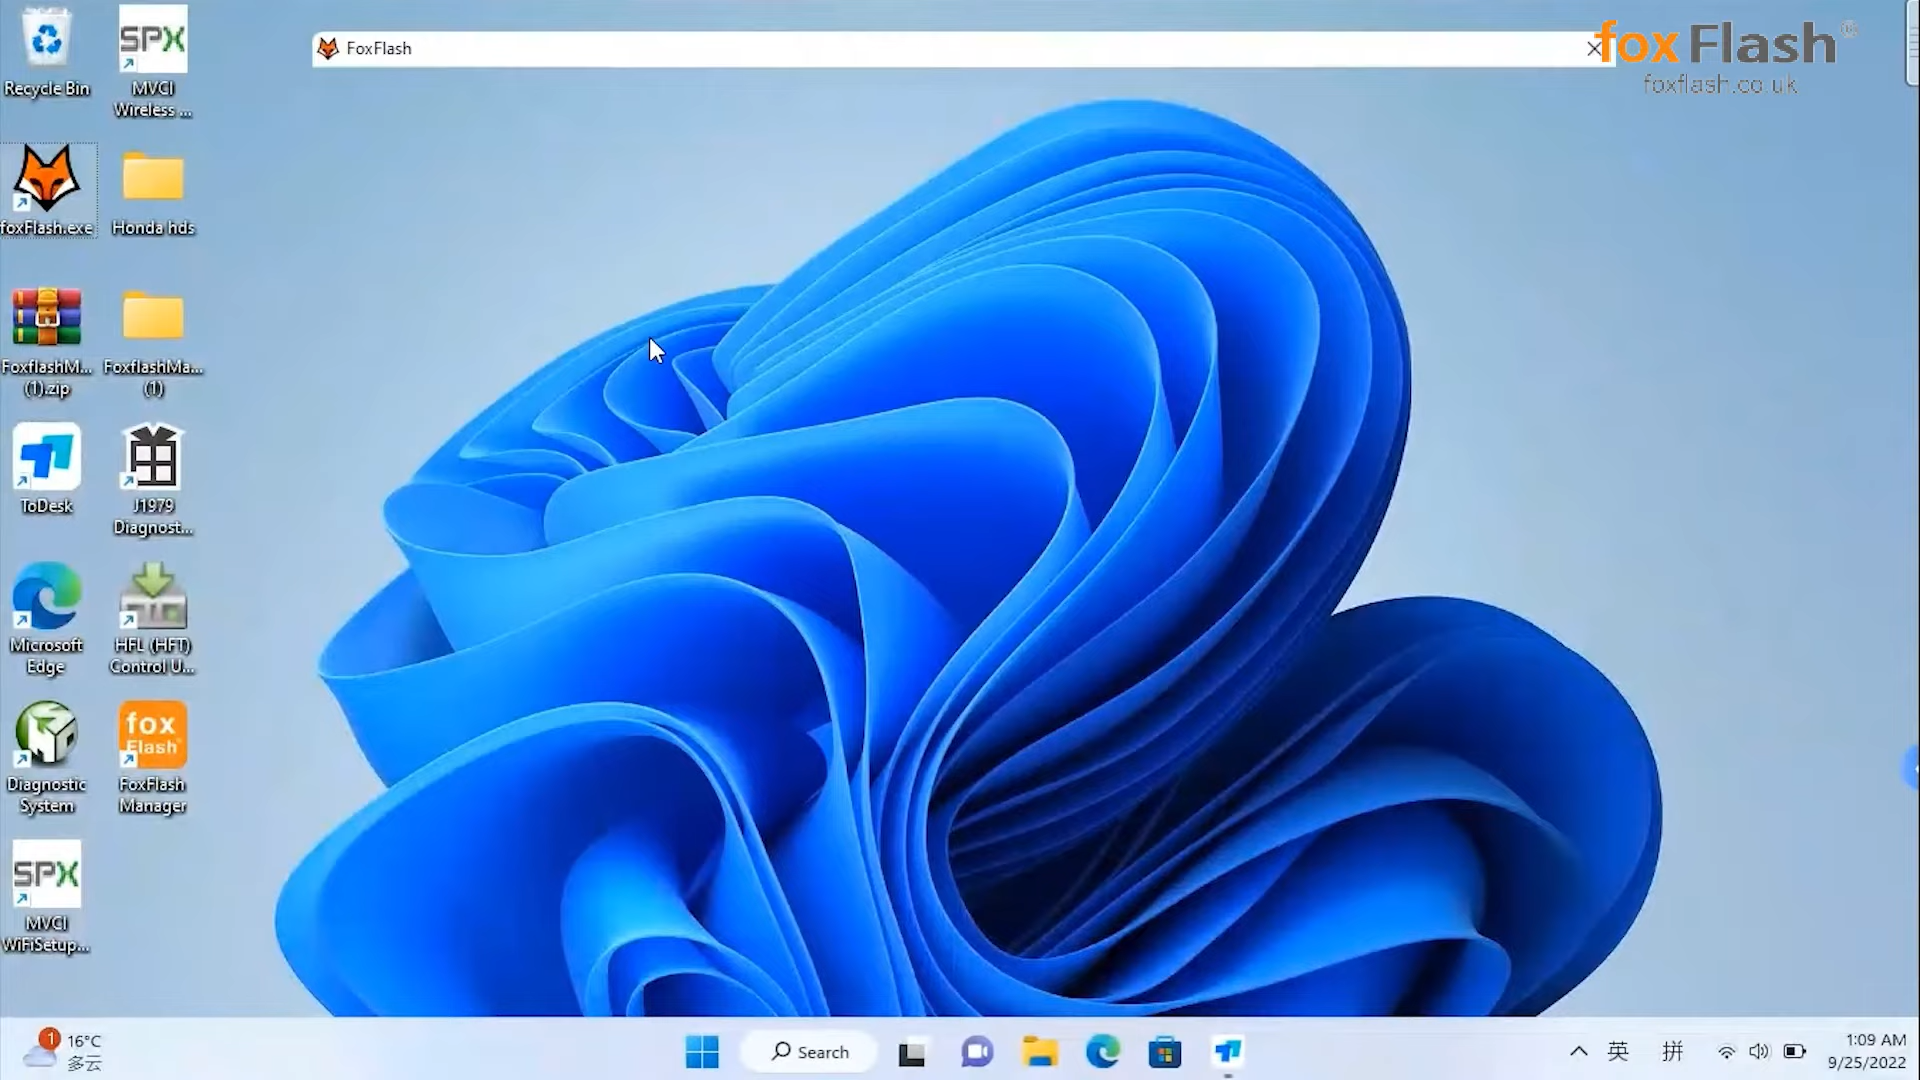 FoxFlash
foxFlash®
foxflash.co.uk
Recycle Bin
SPX
MVCI
Wireless ...
foxFlash.exe
Honda hds
FoxflashM...
(1).zip
FoxflashMa...
(1)
ToDesk
J1979
Diagnost...
Microsoft
Edge
HFL (HFT)
Control U...
Diagnostic
System
fox
Flash
FoxFlash
Manager
SPX
MVCI
WiFiSetup...
1
16°C
多云
Search
英
拼
1:09 AM
9/25/2022